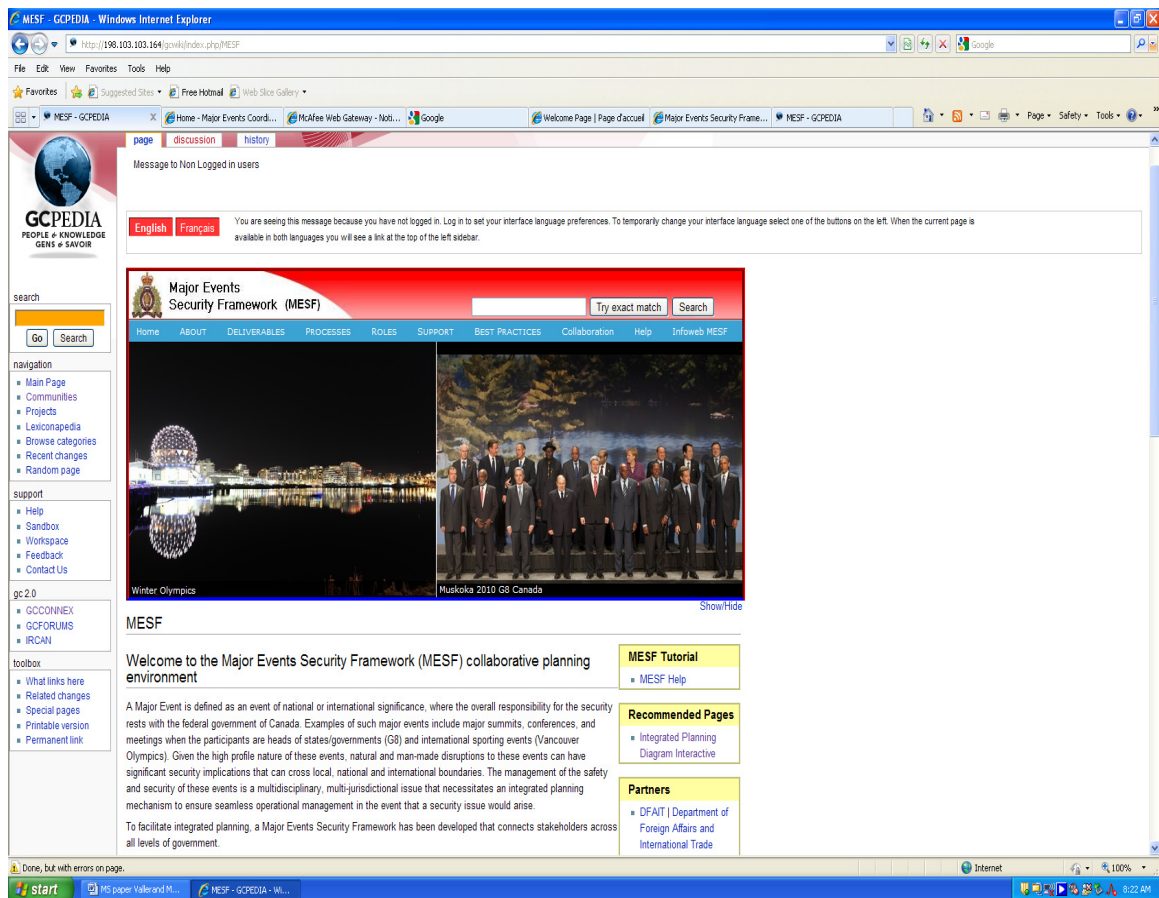 MESF - GCPEDIA - Windows Internet Explorer
http://198.103.103.164/gcwiki/index.php/MESF
Google
File Edit View Favorites Tools Help
Favorites Suggested Sites Free Hotmail Web Slice Gallery
MESF - GCPEDIA X Home - Major Events Coordi... McAfee Web Gateway - Noti... Google Welcome Page | Page d'accueil Major Events Security Frame... MESF - GCPEDIA Page Safety Tools
page discussion history
Message to Non Logged in users
GCPEDIA
PEOPLE & KNOWLEDGE
GENS & SAVOIR
English Français
You are seeing this message because you have not logged in. Log in to set your interface language preferences. To temporarily change your interface language select one of the buttons on the left. When the current page is
available in both languages you will see a link at the top of the left sidebar.
search
Go Search
navigation
Main Page
Communities
Projects
Lexiconapedia
Browse categories
Recent changes
Random page
support
Help
Sandbox
Workspace
Feedback
Contact Us
gc 2.0
GCCONNEX
GCFORUMS
IRCAN
toolbox
What links here
Related changes
Special pages
Printable version
Permanent link
Major Events
Security Framework (MESF)
Try exact match Search
Home ABOUT DELIVERABLES PROCESSES ROLES SUPPORT BEST PRACTICES Collaboration Help Infoweb MESF
Winter Olympics
Muskoka 2010 G8 Canada
Show/Hide
MESF
Welcome to the Major Events Security Framework (MESF) collaborative planning
environment
A Major Event is defined as an event of national or international significance, where the overall responsibility for the security
rests with the federal government of Canada. Examples of such major events include major summits, conferences, and
meetings when the participants are heads of states/governments (G8) and international sporting events (Vancouver
Olympics). Given the high profile nature of these events, natural and man-made disruptions to these events can have
significant security implications that can cross local, national and international boundaries. The management of the safety
and security of these events is a multidisciplinary, multi-jurisdictional issue that necessitates an integrated planning
mechanism to ensure seamless operational management in the event that a security issue would arise.
To facilitate integrated planning, a Major Events Security Framework has been developed that connects stakeholders across
all levels of government.
MESF Tutorial
MESF Help
Recommended Pages
Integrated Planning
Diagram Interactive
Partners
DFAIT | Department of
Foreign Affairs and
International Trade
Done, but with errors on page.
Internet
100%
start
MS paper Vallerand M...
MESF - GCPEDIA - Wi...
8:22 AM